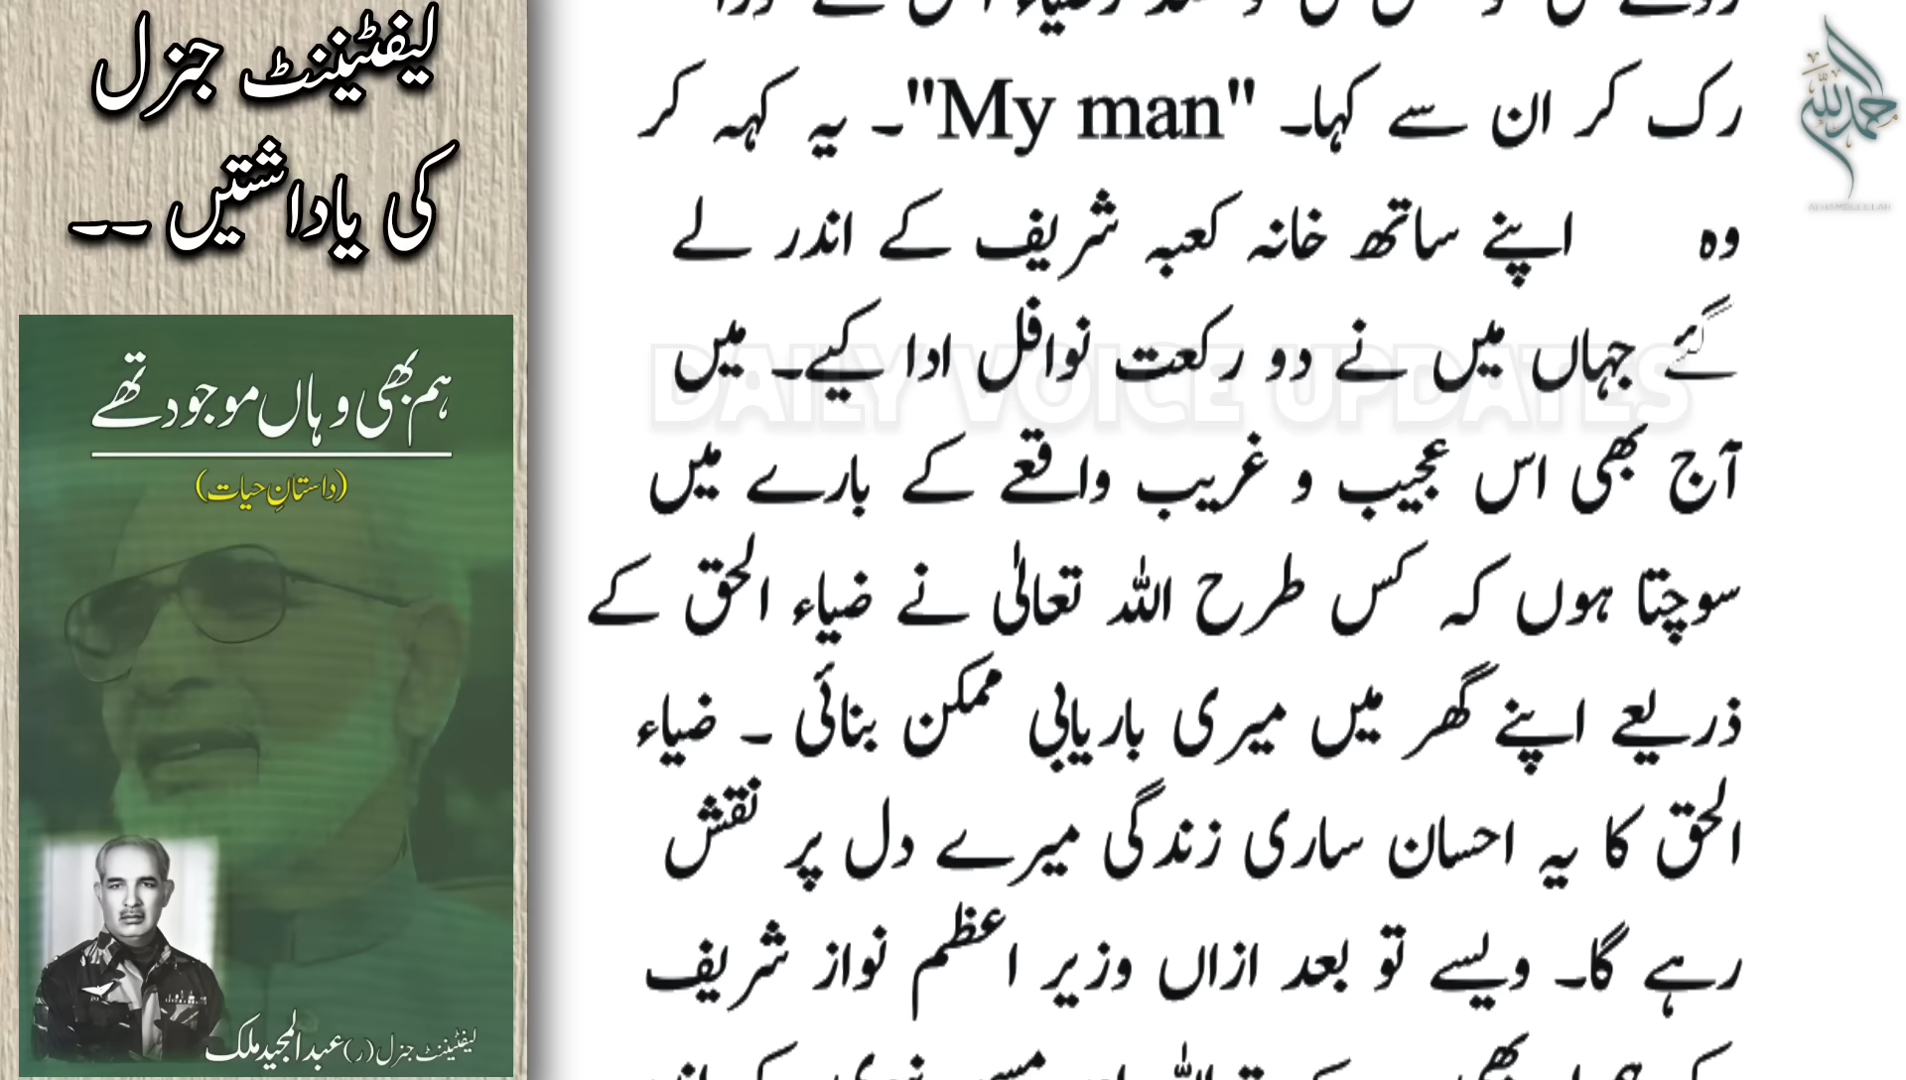 لیفٹیننٹ جنرل
کی یاداشتیں ۔۔
ہم بھی وہاں موجود تھے
(داستانِ حیات)
لیفٹیننٹ جنرل (ر) عبدالمجید ملک
رک کر ان سے کہا۔ "My man"۔ یہ کہہ کر
وہ اپنے ساتھ خانہ کعبہ شریف کے اندر لے
گئے جہاں میں نے دو رکعت نوافل ادا کیے۔ میں
آج بھی اس عجیب و غریب واقعے کے بارے میں
سوچتا ہوں کہ کس طرح اللہ تعالیٰ نے ضیاء الحق کے
ذریعے اپنے گھر میں میری باریابی ممکن بنائی ۔ ضیاء
الحق کا یہ احسان ساری زندگی میرے دل پر نقش
رہے گا۔ ویسے تو بعد ازاں وزیر اعظم نواز شریف
DAILY VOICE UPDATES
الحمدللہ
ALHAMDULILLAH